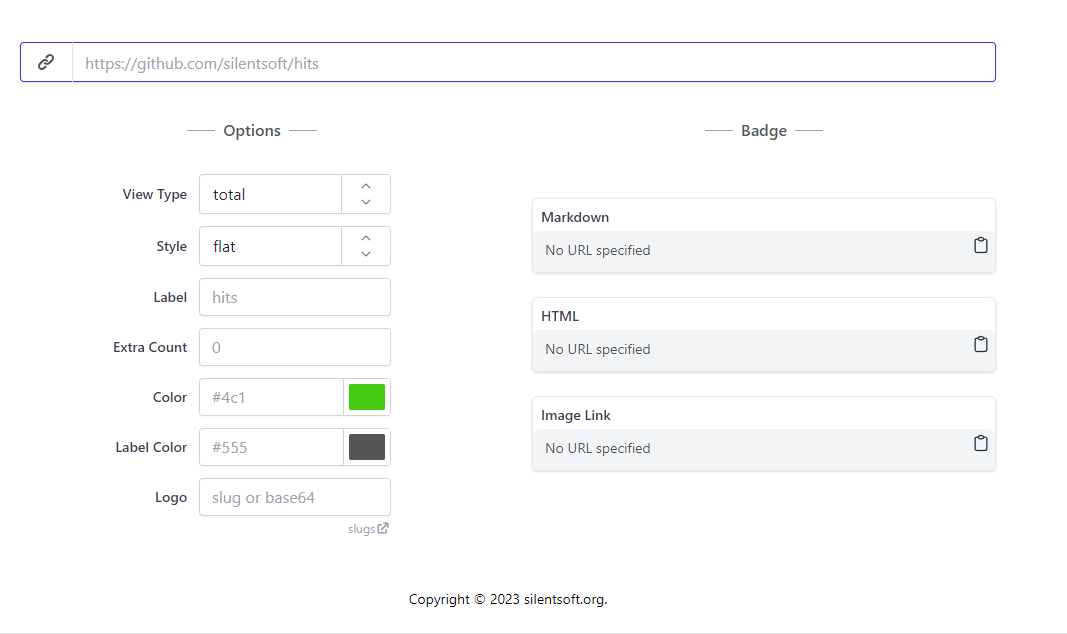 https://github.com/silentsoft/hits
Options
View Type
total
Style
flat
Label
hits
Extra Count
0
Color
#4c1
Label Color
#555
Logo
slug or base64
slugs
Badge
Markdown
No URL specified
HTML
No URL specified
Image Link
No URL specified
Copyright © 2023 silentsoft.org.